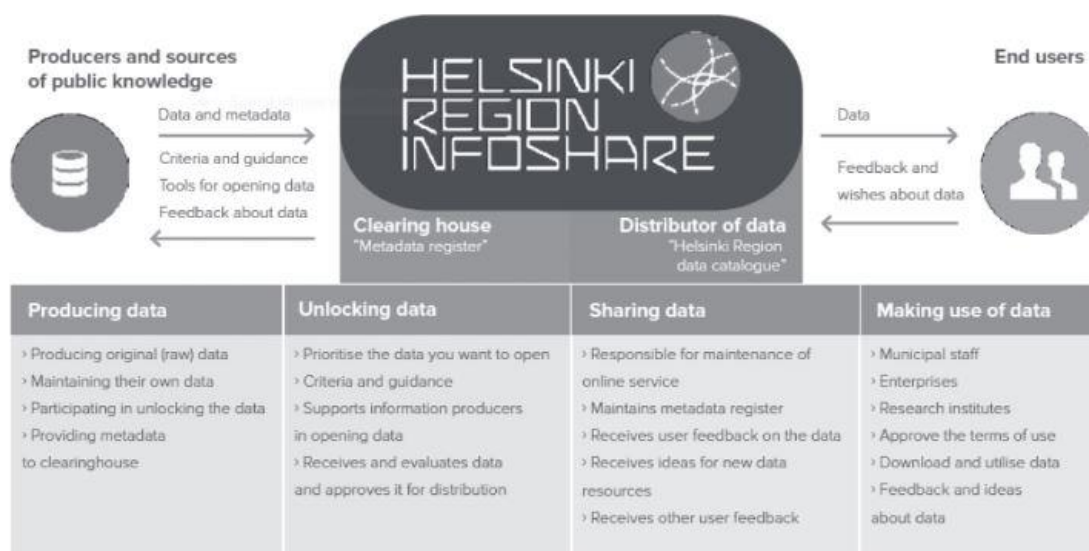 Producers and sources
of public knowledge
Data and metadata
Criteria and guidance
Tools for opening data
Feedback about data
HELSINKI
REGION
INFOSHARE
Clearing house
"Metadata register"
Distributor of data
"Helsinki Region
data catalogue"
End users
Data
Feedback and
wishes about data
Producing data
› Producing original (raw) data
› Maintaining their own data
› Participating in unlocking the data
› Providing metadata
to clearinghouse
Unlocking data
› Prioritise the data you want to open
› Criteria and guidance
› Supports information producers
in opening data
› Receives and evaluates data
and approves it for distribution
Sharing data
› Responsible for maintenance of
online service
› Maintains metadata register
› Receives user feedback on the data
› Receives ideas for new data
resources
› Receives other user feedback
Making use of data
› Municipal staff
› Enterprises
› Research institutes
› Approve the terms of use
› Download and utilise data
› Feedback and ideas
about data